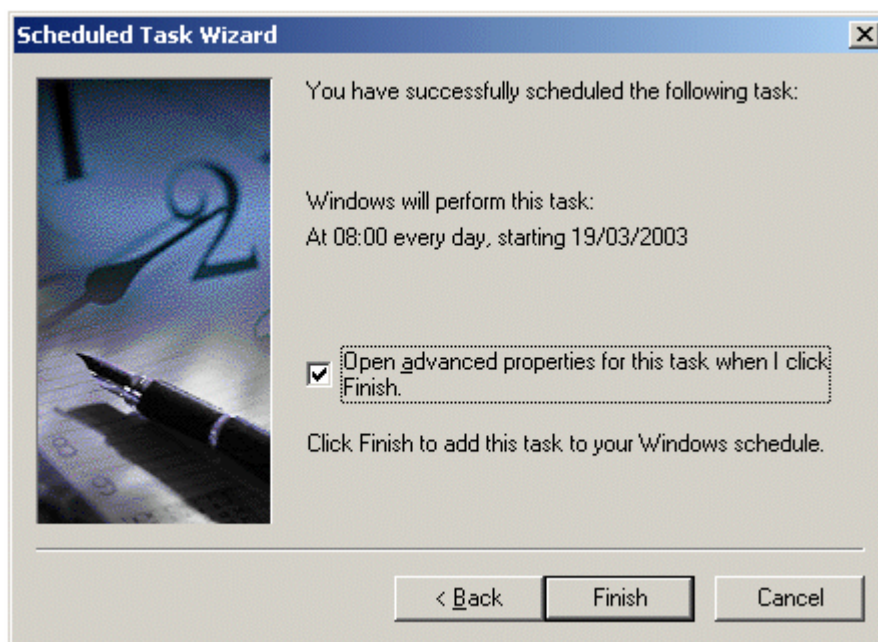 Scheduled Task Wizard
You have successfully scheduled the following task:
Windows will perform this task:
At 08:00 every day, starting 19/03/2003
Open advanced properties for this task when I click
Finish.
Click Finish to add this task to your Windows schedule.
< Back Finish Cancel